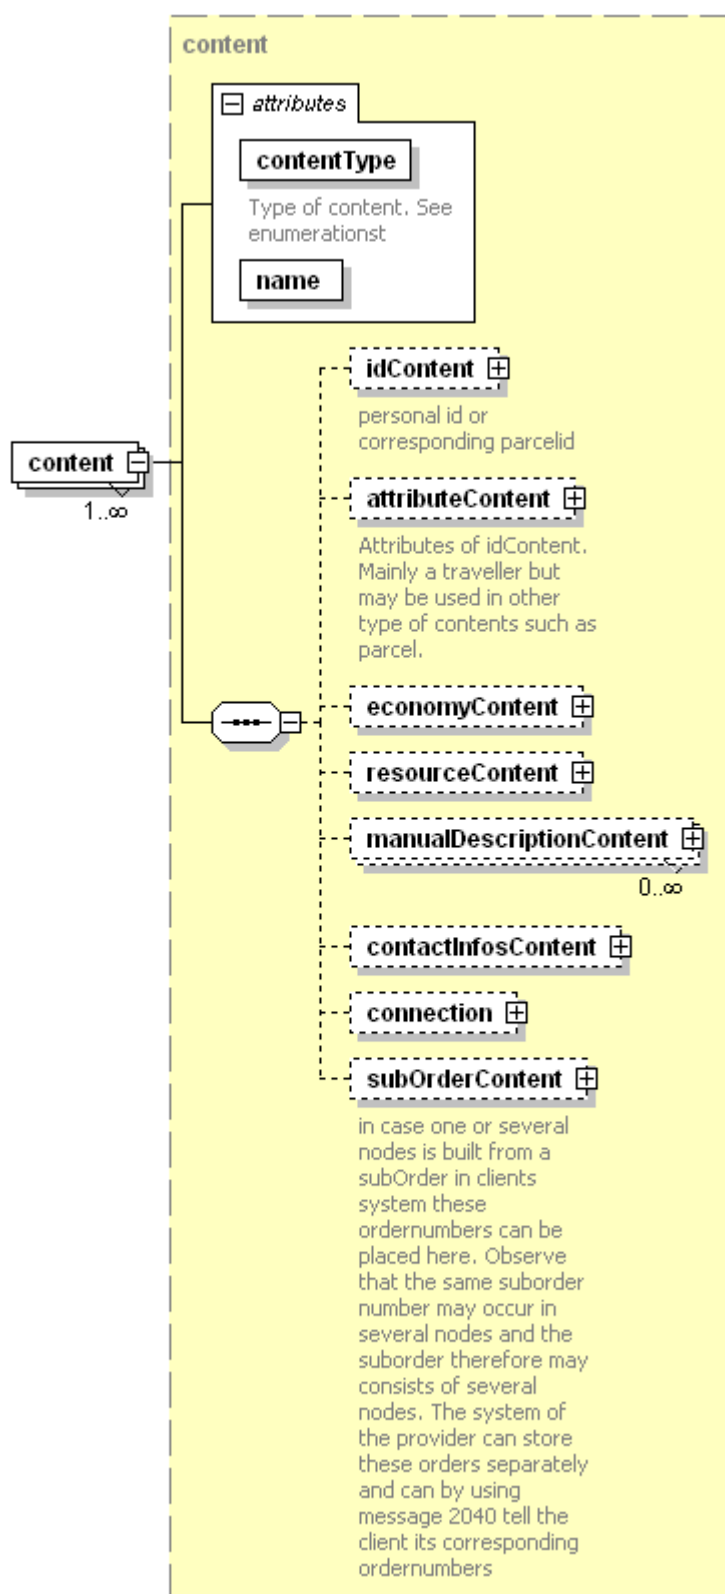 content
attributes
contentType
Type of content. See
enumerationst
name
content
1..∞
idContent
personal id or
corresponding parcelid
attributeContent
Attributes of idContent.
Mainly a traveller but
may be used in other
type of contents such as
parcel.
economyContent
resourceContent
manualDescriptionContent
0..∞
contactInfosContent
connection
subOrderContent
in case one or several
nodes is built from a
subOrder in clients
system these
ordernumbers can be
placed here. Observe
that the same suborder
number may occur in
several nodes and the
suborder therefore may
consists of several
nodes. The system of
the provider can store
these orders separately
and can by using
message 2040 tell the
client its corresponding
ordernumbers